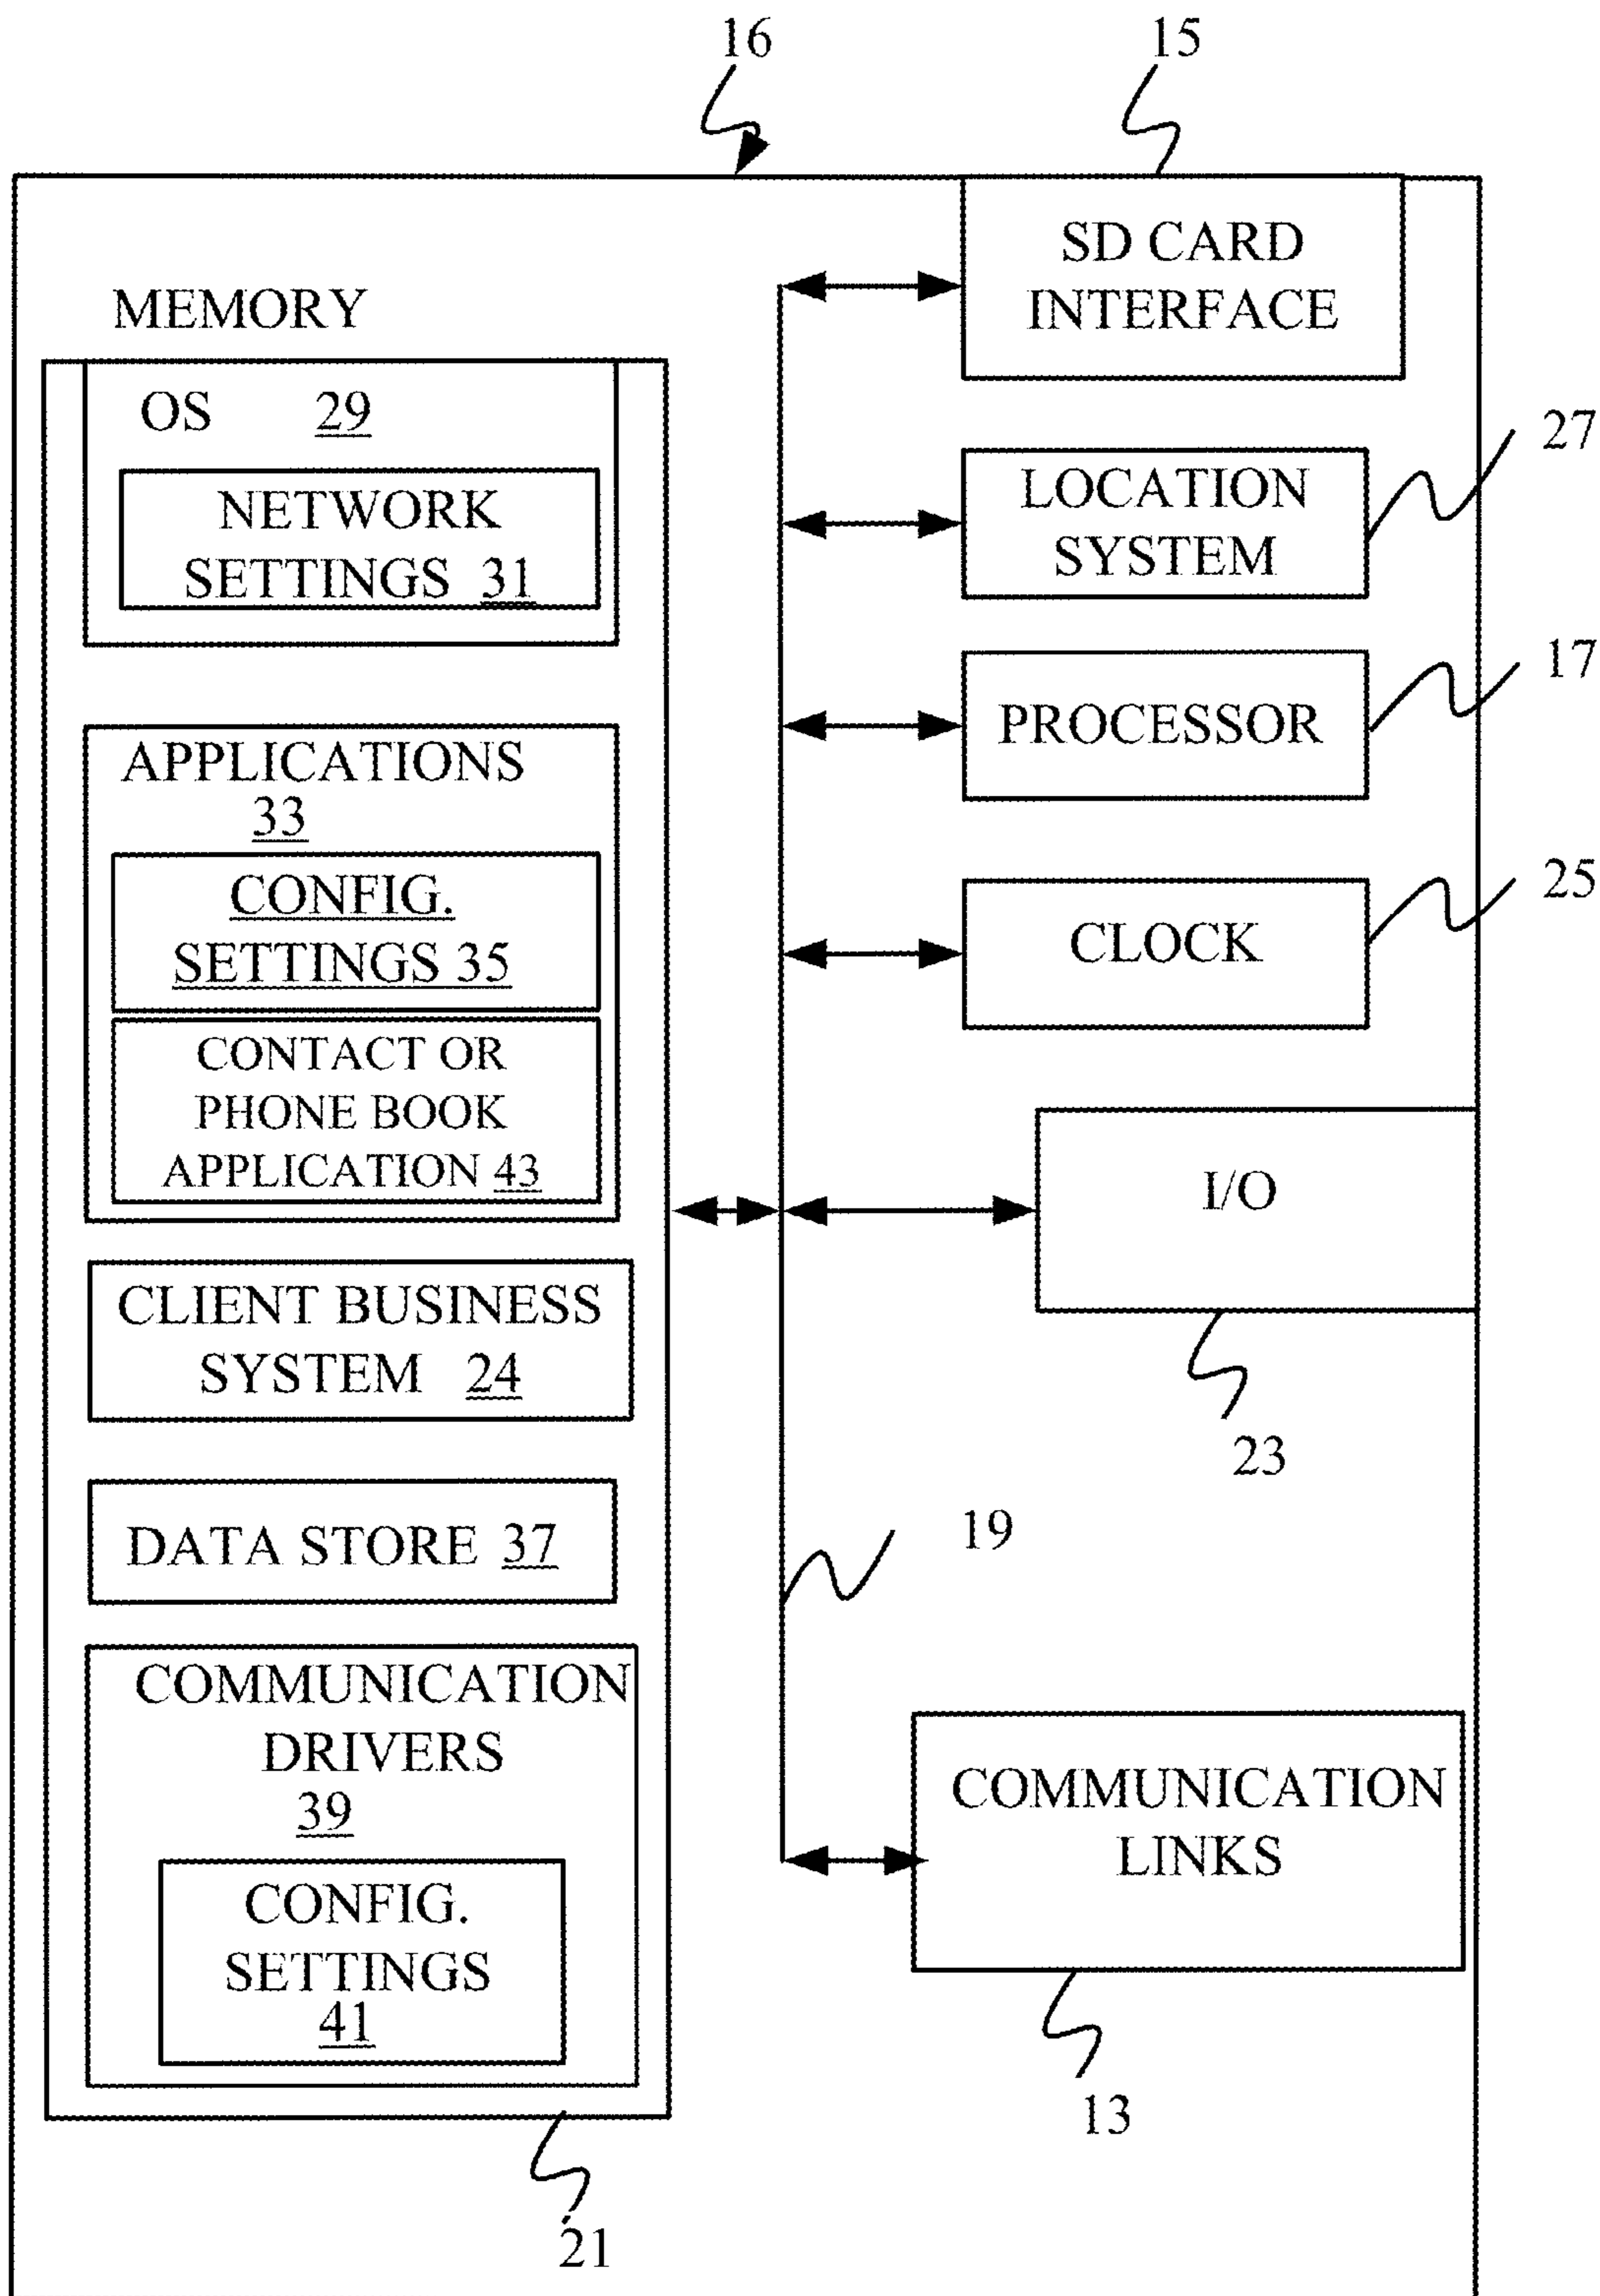 16
15
SD CARD
INTERFACE
MEMORY
OS 29
NETWORK
SETTINGS 31
27
LOCATION
SYSTEM
17
PROCESSOR
APPLICATIONS
33
CONFIG.
SETTINGS 35
25
CLOCK
CONTACT OR
PHONE BOOK
APPLICATION 43
I/O
23
CLIENT BUSINESS
SYSTEM 24
19
DATA STORE 37
COMMUNICATION
DRIVERS
39
CONFIG.
SETTINGS
41
COMMUNICATION
LINKS
13
21